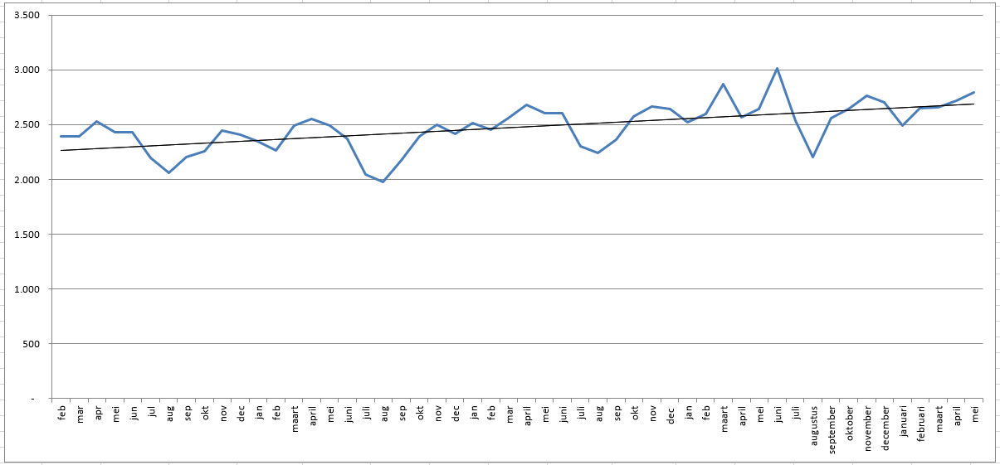 3.500
3.000
2.500
2.000
1.500
1.000
500
-
feb
mar
apr
mei
jun
jul
aug
sep
okt
nov
dec
jan
feb
maart
april
mei
juni
juli
aug
sep
okt
nov
dec
jan
feb
mar
april
mei
juni
juli
aug
sep
okt
nov
dec
jan
feb
maart
april
mei
juni
juli
augustus
september
oktober
november
december
januari
februari
maart
april
mei